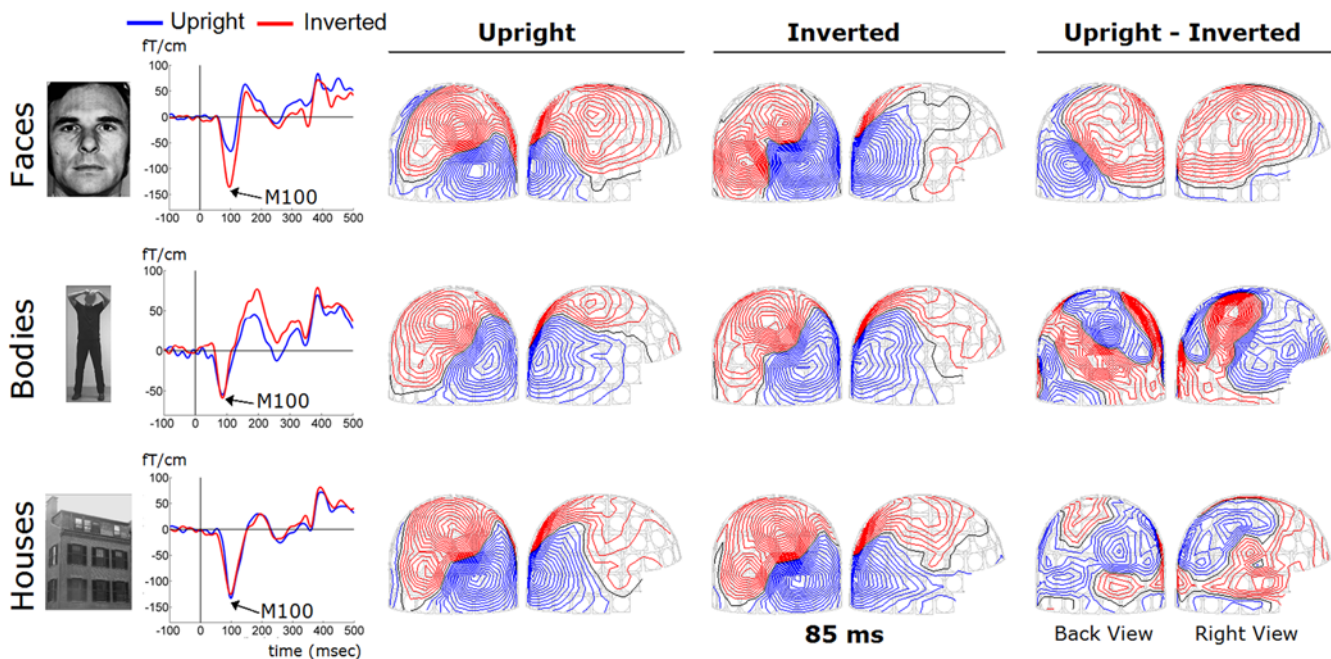 Upright Inverted
Upright
Inverted
Upright - Inverted
Faces
fT/cm
100
50
0
-50
-100
-150
M100
-100 0 100 200 300 400 500
Bodies
fT/cm
100
50
0
-50
M100
-100 0 100 200 300 400 500
Houses
fT/cm
100
50
0
-50
-100
-150
M100
-100 0 100 200 300 400 500
time (msec)
85 ms
Back View
Right View